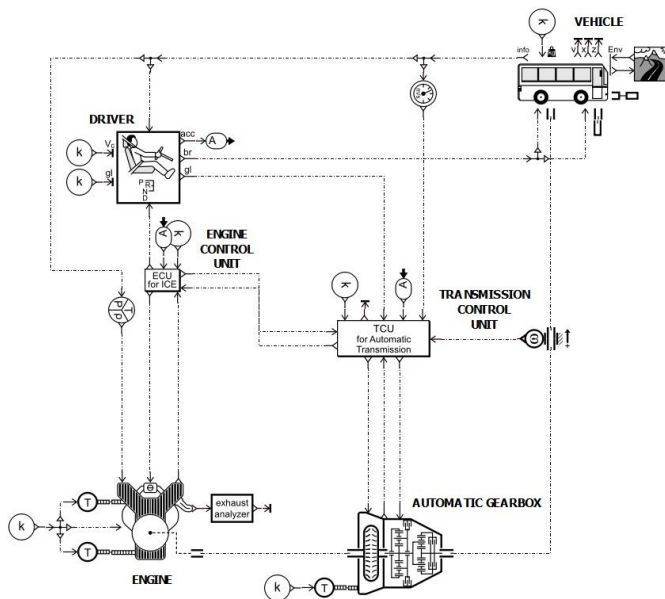 VEHICLE
k
info
v
x
z
Env
DRIVER
acc
A
k
Vc
br
gl
k
gl
P
R
N
D
ENGINE
CONTROL
UNIT
A
k
ECU
for ICE
k
A
TRANSMISSION
CONTROL
UNIT
T
p
p
TCU
for Automatic
Transmission
ω
AUTOMATIC GEARBOX
Θ
T
exhaust
analyzer
k
T
ENGINE
k
T